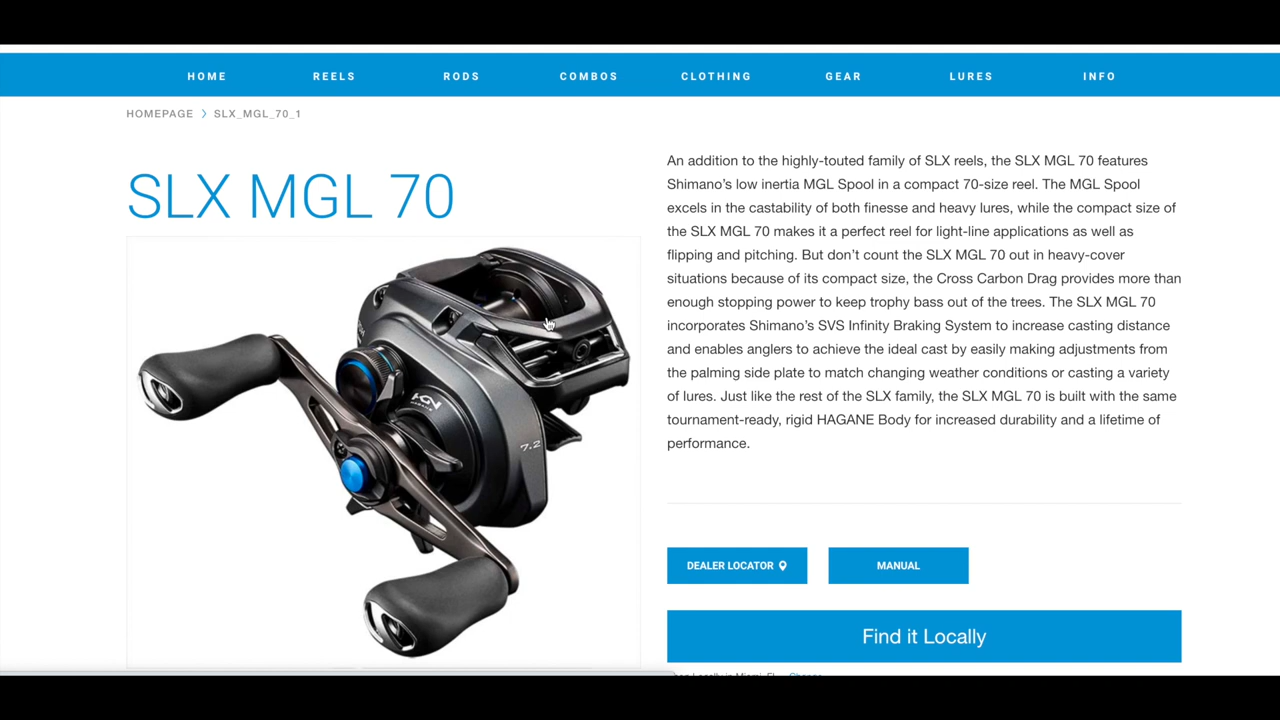 HOME REELS RODS COMBOS CLOTHING GEAR LURES INFO
HOMEPAGE > SLX_MGL_70_1
SLX MGL 70
An addition to the highly-touted family of SLX reels, the SLX MGL 70 features
Shimano’s low inertia MGL Spool in a compact 70-size reel. The MGL Spool
excels in the castability of both finesse and heavy lures, while the compact size of
the SLX MGL 70 makes it a perfect reel for light-line applications as well as
flipping and pitching. But don’t count the SLX MGL 70 out in heavy-cover
situations because of its compact size, the Cross Carbon Drag provides more than
enough stopping power to keep trophy bass out of the trees. The SLX MGL 70
incorporates Shimano’s SVS Infinity Braking System to increase casting distance
and enables anglers to achieve the ideal cast by easily making adjustments from
the palming side plate to match changing weather conditions or casting a variety
of lures. Just like the rest of the SLX family, the SLX MGL 70 is built with the same
tournament-ready, rigid HAGANE Body for increased durability and a lifetime of
performance.
7.2
DEALER LOCATOR MANUAL
Find it Locally